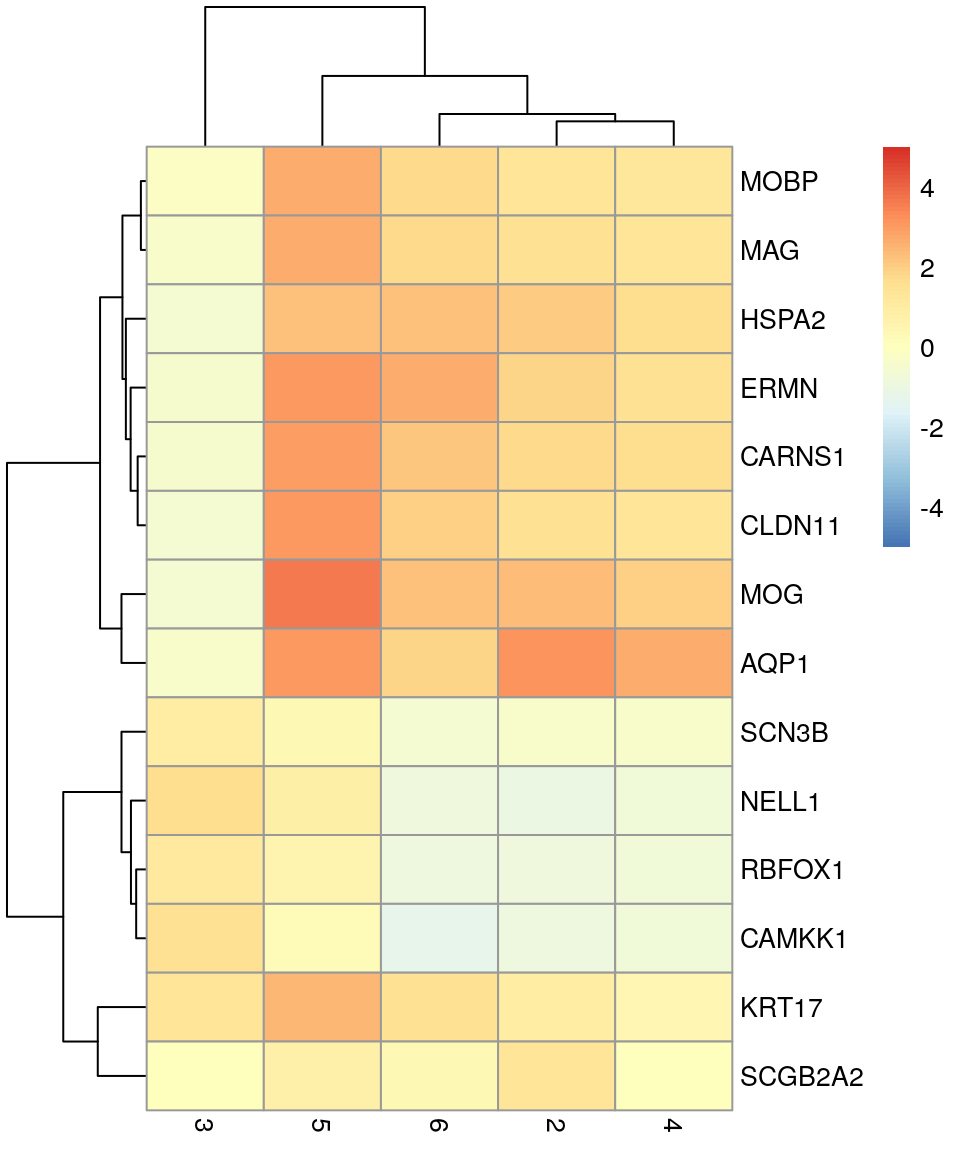 MOBP
MAG
HSPA2
ERMN
CARNS1
CLDN11
MOG
AQP1
SCN3B
NELL1
RBFOX1
CAMKK1
KRT17
SCGB2A2
3 5 6 2 4
4
2
0
-2
-4